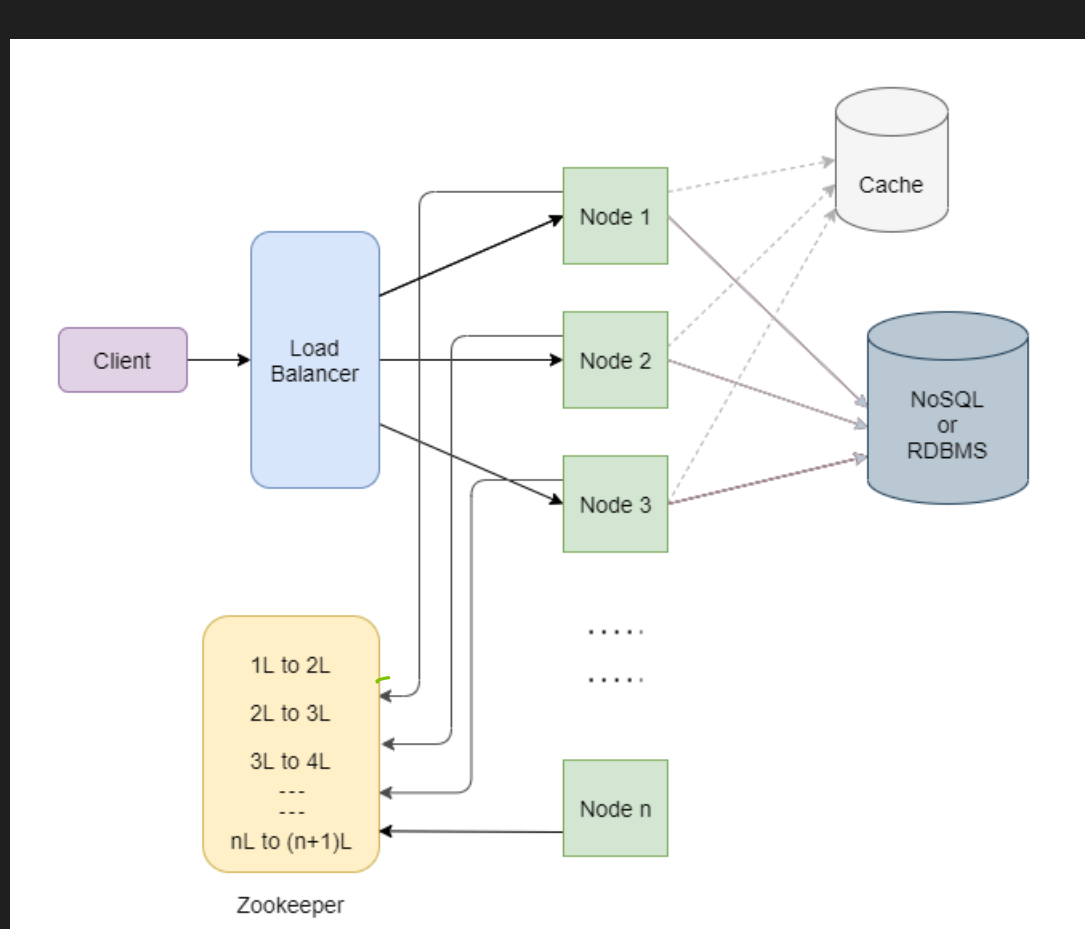 Client
Load
Balancer
Node 1
Node 2
Node 3
Node n
Cache
NoSQL
or
RDBMS
1L to 2L
2L to 3L
3L to 4L
---
---
nL to (n+1)L
Zookeeper